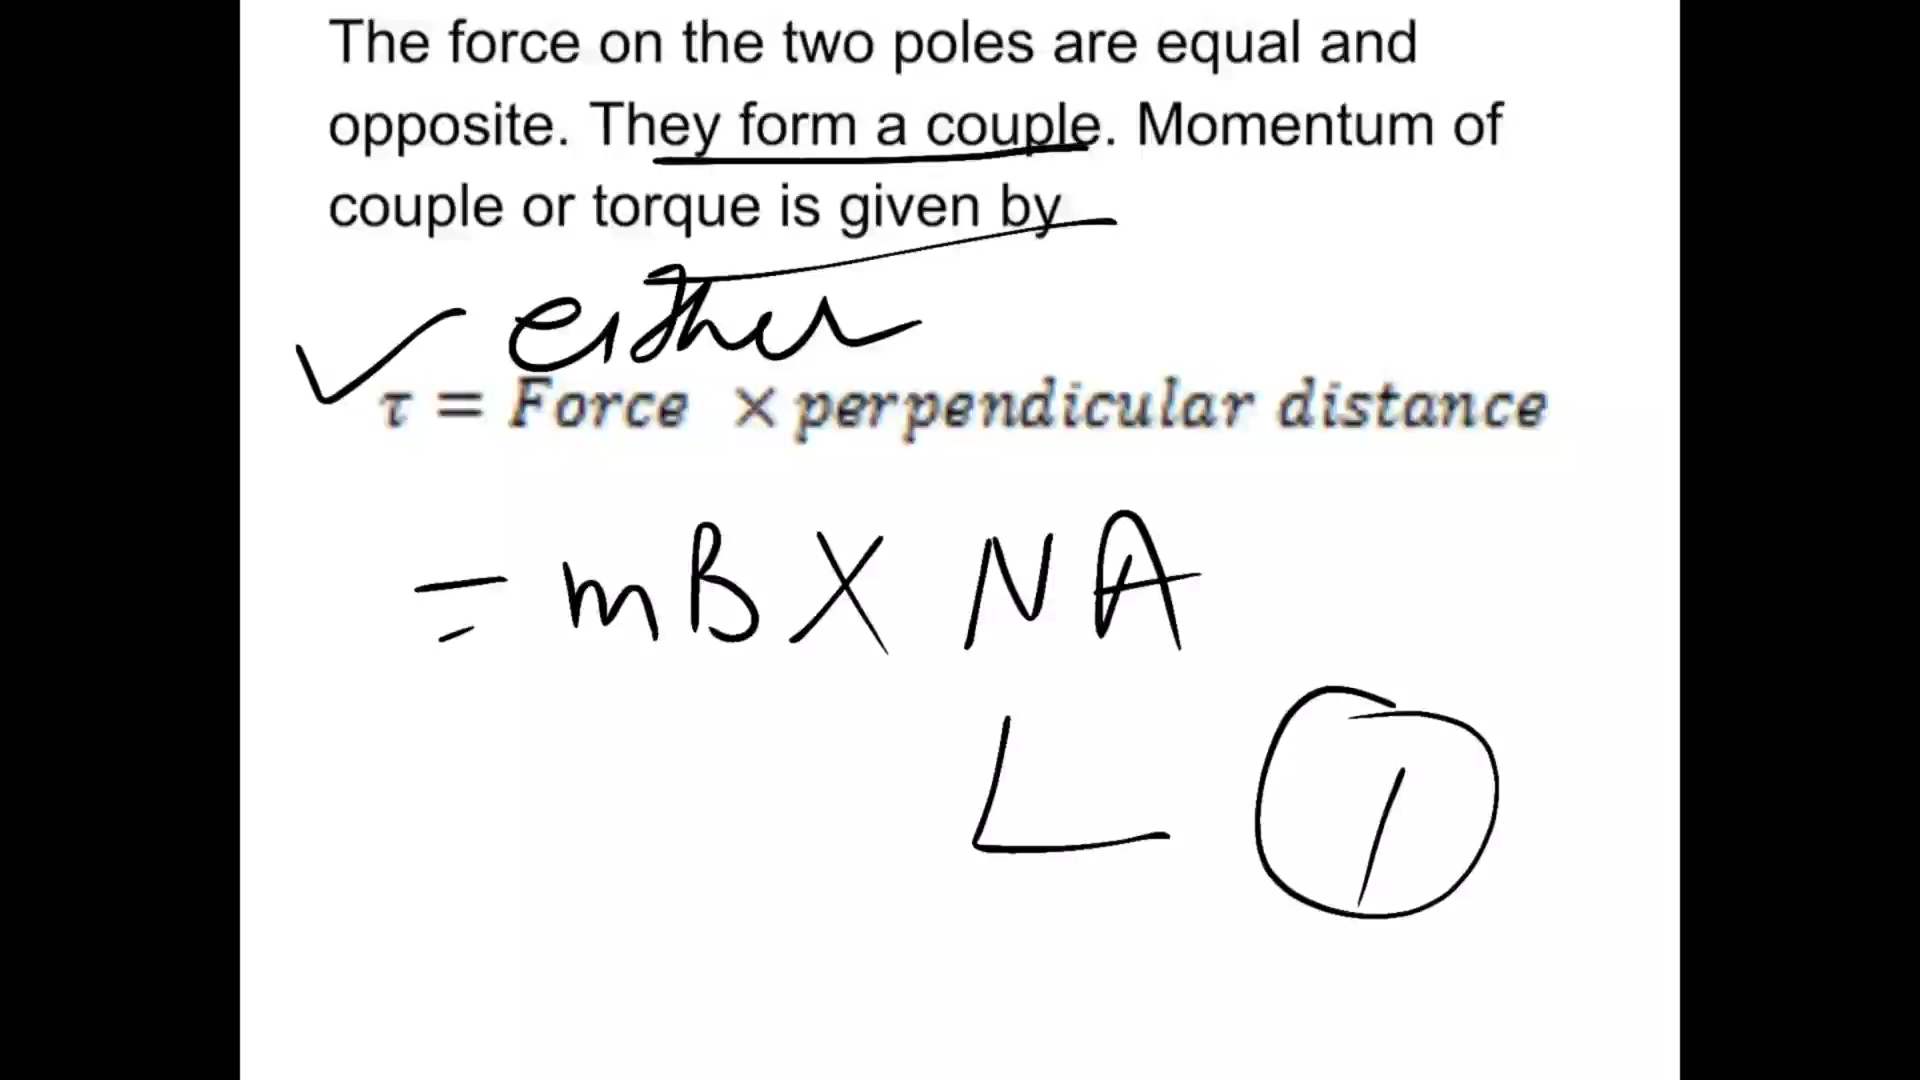 The force on the two poles are equal and
opposite. They form a couple. Momentum of
couple or torque is given by
either
τ = Force × perpendicular distance
= mB X NA
1